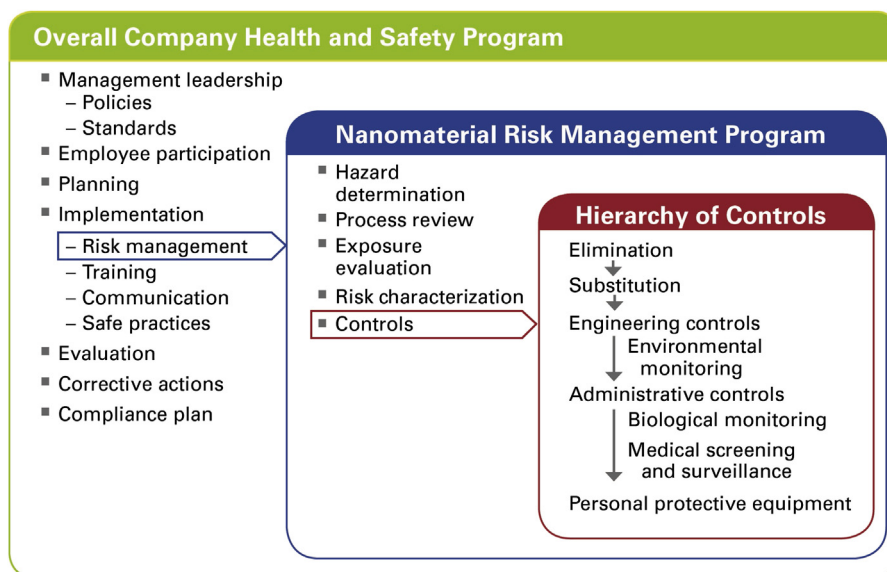 Overall Company Health and Safety Program
▪ Management leadership
– Policies
– Standards
▪ Employee participation
▪ Planning
▪ Implementation
– Risk management
– Training
– Communication
– Safe practices
▪ Evaluation
▪ Corrective actions
▪ Compliance plan
Nanomaterial Risk Management Program
▪ Hazard
determination
▪ Process review
▪ Exposure
evaluation
▪ Risk characterization
▪ Controls
Hierarchy of Controls
Elimination
Substitution
Engineering controls
Environmental
monitoring
Administrative controls
Biological monitoring
Medical screening
and surveillance
Personal protective equipment